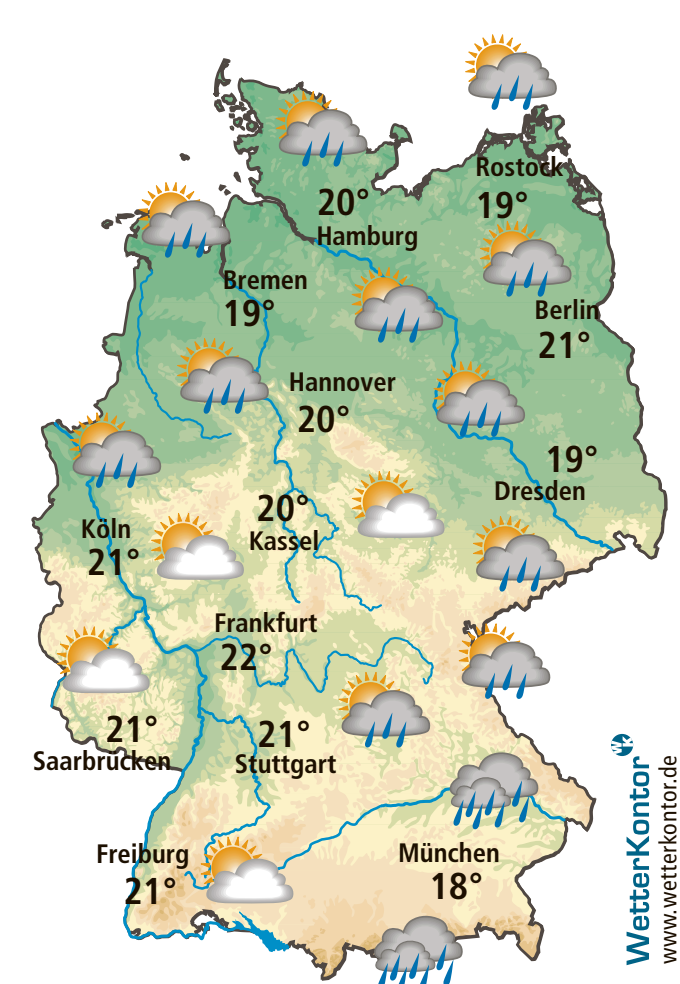 Rostock
19°
20°
Hamburg
Bremen
19°
Berlin
21°
Hannover
20°
19°
Dresden
20°
Kassel
Köln
21°
Frankfurt
22°
21°
Saarbrücken
21°
Stuttgart
Freiburg
21°
München
18°
WetterKontor
www.wetterkontor.de